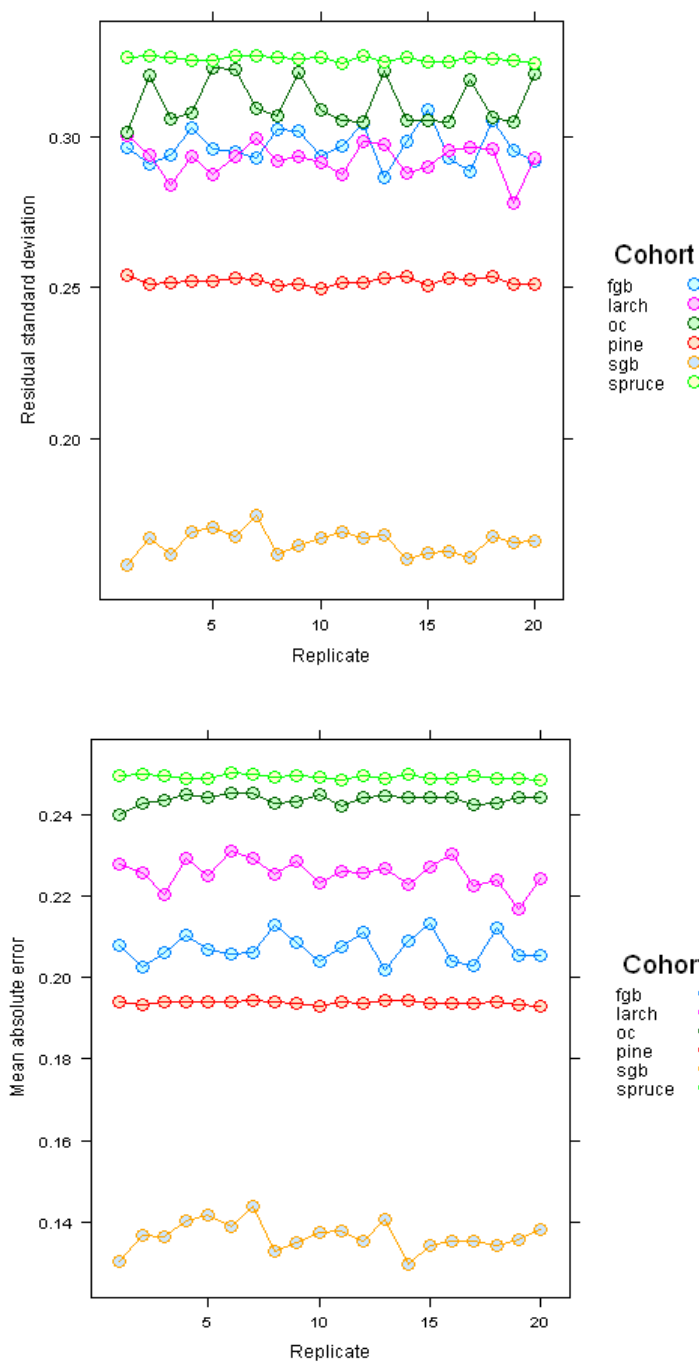 0.30
0.25
0.20
Residual standard deviation
5
10
15
20
Replicate
Cohort
fgb
larch
oc
pine
sgb
spruce
0.24
0.22
0.20
0.18
0.16
0.14
Mean absolute error
5
10
15
20
Replicate
Cohort
fgb
larch
oc
pine
sgb
spruce